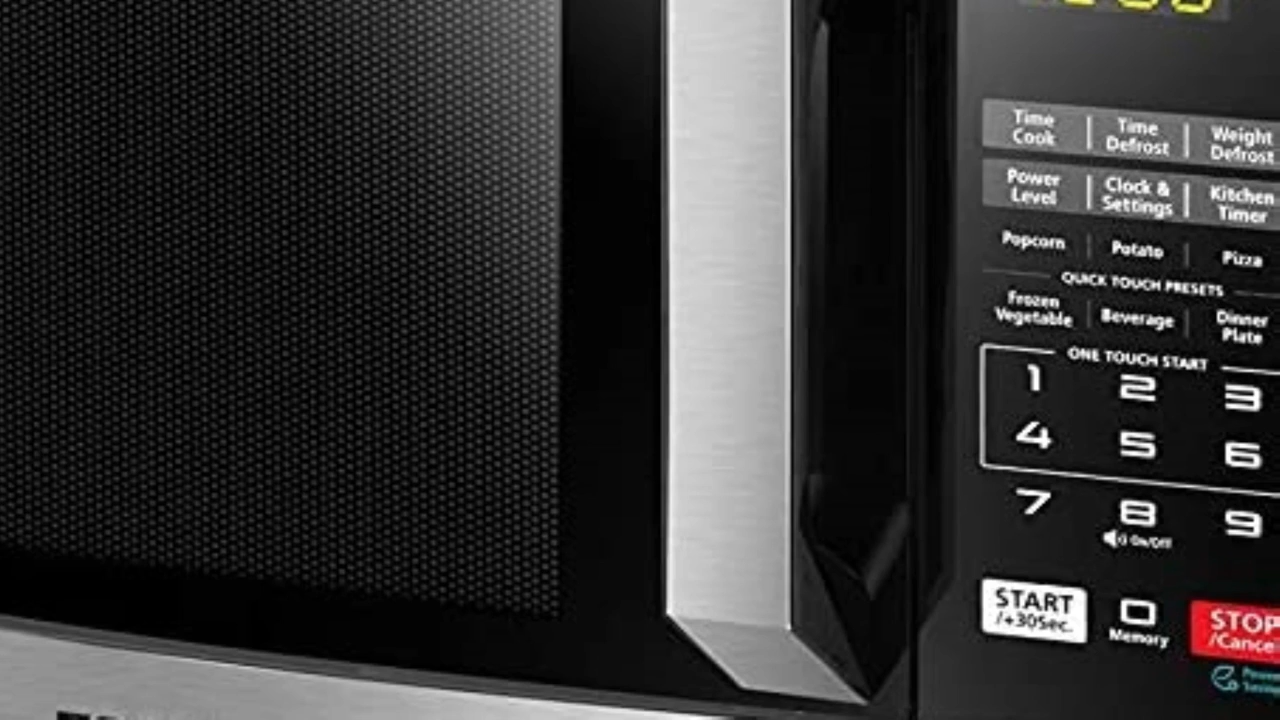 Time Cook
Time Defrost
Weight Defrost
Power Level
Clock & Settings
Kitchen Timer
Popcorn
Potato
Pizza
QUICK TOUCH PRESETS
Frozen Vegetable
Beverage
Dinner Plate
ONE TOUCH START
1 2 3
4 5 6
7 8 9
On/Off
START /+30Sec.
Memory
STOP /Cance